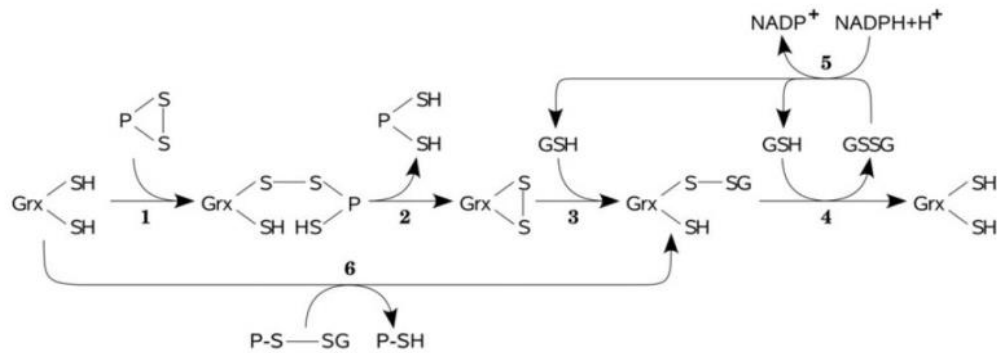 NADP+ NADPH+H+
5
S SH
P P
S SH GSH GSH GSSG
SH S S S S SG SH
Grx Grx P Grx Grx Grx
SH 1 SH HS 2 S 3 SH 4 SH
6
P-S SG P-SH